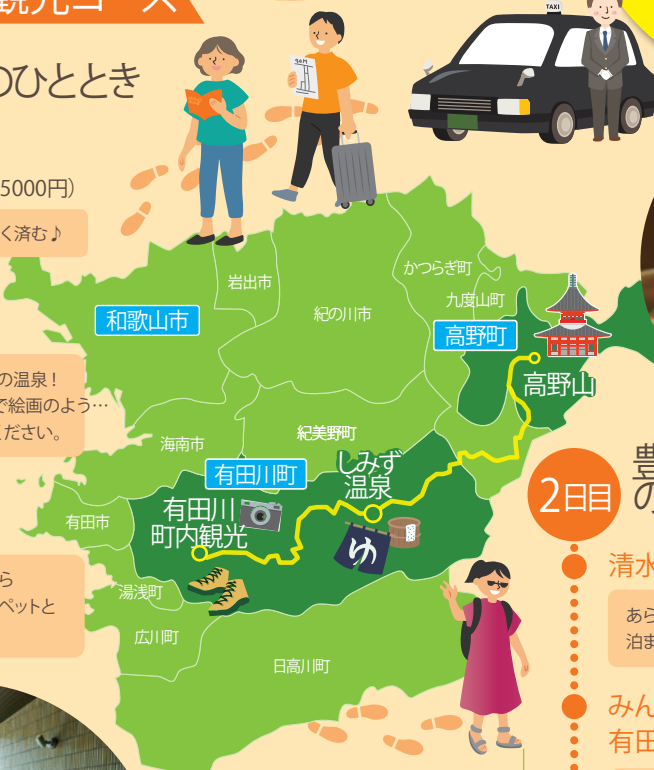 観光コース
のひととき
TAXI
5000円）
く済む♪
かつらぎ町
岩出市
九度山町
和歌山市
紀の川市
高野町
高野山
の温泉！
で絵画のよう…
ください。
海南市
紀美野町
しみず
温泉
有田川町
2日目
豊
の
有田川
町内観光
有田市
ゆ
ら
ペットと
湯浅町
広川町
日高川町
清水
あら
泊ま
みん
有田